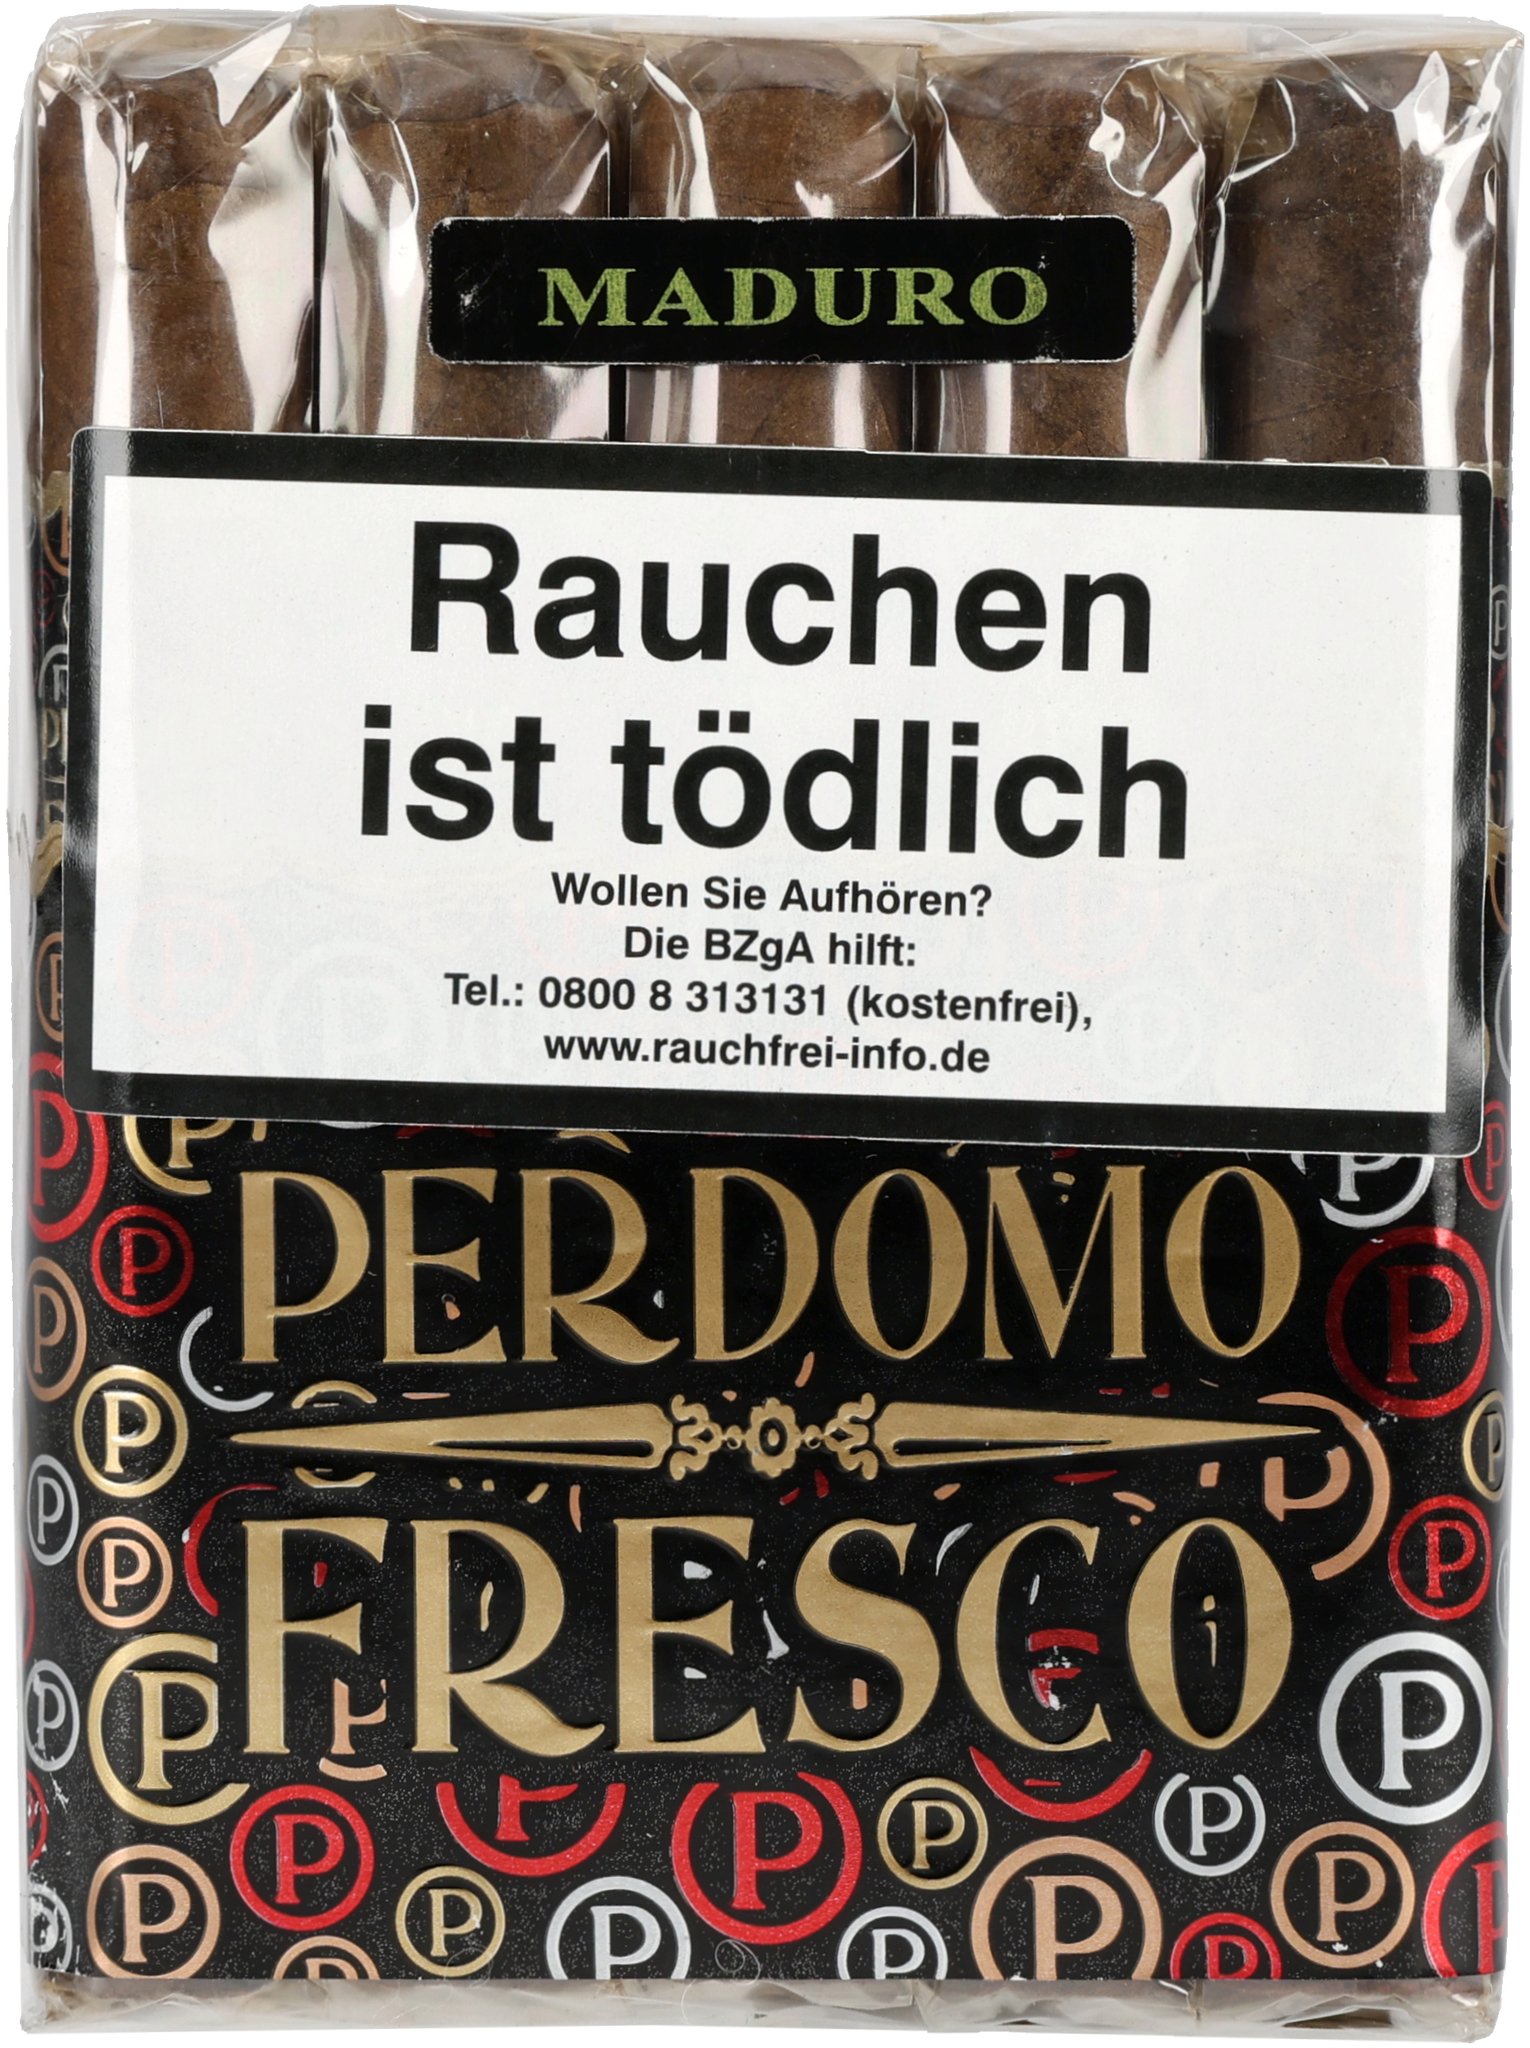 MADURO
Rauchen
ist tödlich
Wollen Sie Aufhören?
Die BZgA hilft:
Tel.: 0800 8 313131 (kostenfrei),
www.rauchfrei-info.de
PERDOMO
FRESCO